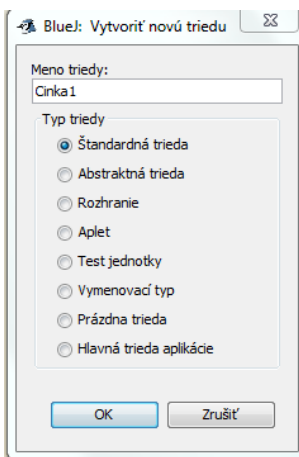 BlueJ: Vytvoriť novú triedu
Meno triedy:
Cinka1
Typ triedy
Štandardná trieda
Abstraktná trieda
Rozhranie
Aplet
Test jednotky
Vymenovací typ
Prázdna trieda
Hlavná trieda aplikácie
OK Zrušiť